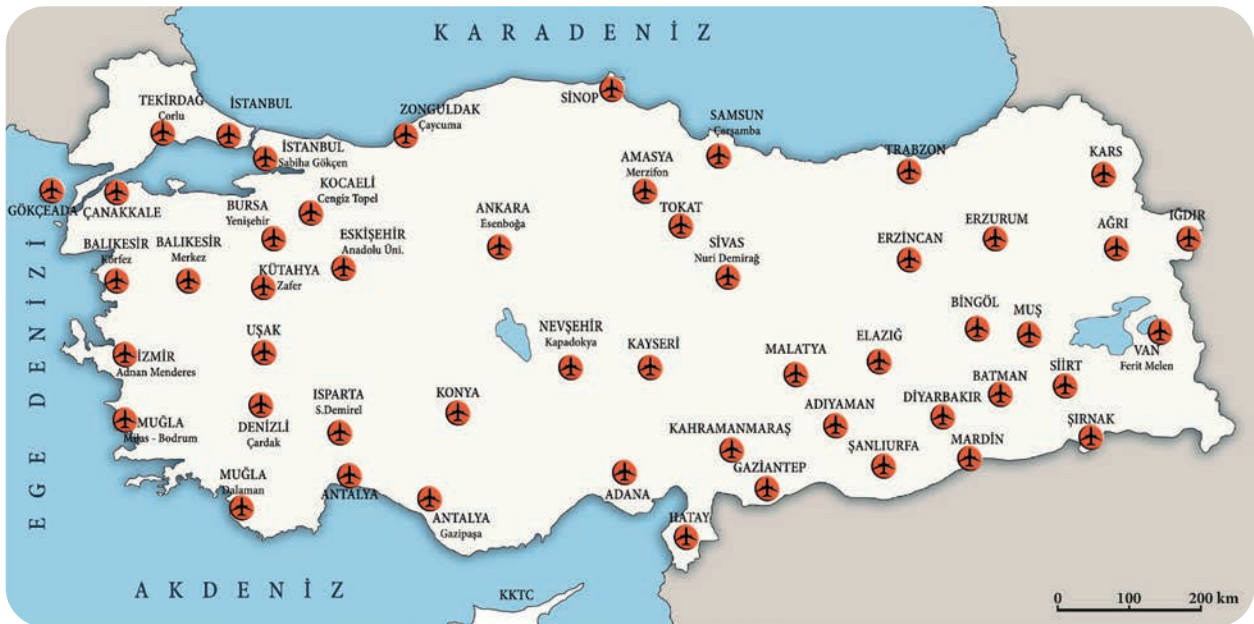 KARADENİZ
SİNOP
TEKİRDAĞ
Çorlu
İSTANBUL
ZONGULDAK
Çaycuma
SAMSUN
Çarşamba
İSTANBUL
Sabiha Gökçen
TRABZON
KARS
AMASYA
Merzifon
KOCAELİ
Cengiz Topel
GÖKÇEADA
ÇANAKKALE
BURSA
Yenişehir
ANKARA
Esenboğa
TOKAT
ERZURUM
AĞRI
IĞDIR
BALIKESİR
Körfez
BALIKESİR
Merkez
ESKİŞEHİR
Anadolu Üni.
SİVAS
Nuri Demirağ
ERZİNCAN
KÜTAHYA
Zafer
BİNGÖL
MUŞ
UŞAK
NEVŞEHİR
Kapadokya
KAYSERİ
MALATYA
ELAZIĞ
VAN
Ferit Melen
İZMİR
Adnan Menderes
SİİRT
BATMAN
ISPARTA
S.Demirel
KONYA
ADIYAMAN
DİYARBAKIR
MUĞLA
Milas - Bodrum
DENİZLİ
Çardak
KAHRAMANMARAŞ
ŞANLIURFA
MARDİN
ŞIRNAK
MUĞLA
Dalaman
ANTALYA
ANTALYA
Gazipaşa
ADANA
GAZİANTEP
HATAY
EGE DENİZİ
AKDENİZ
KKTC
0 100 200 km